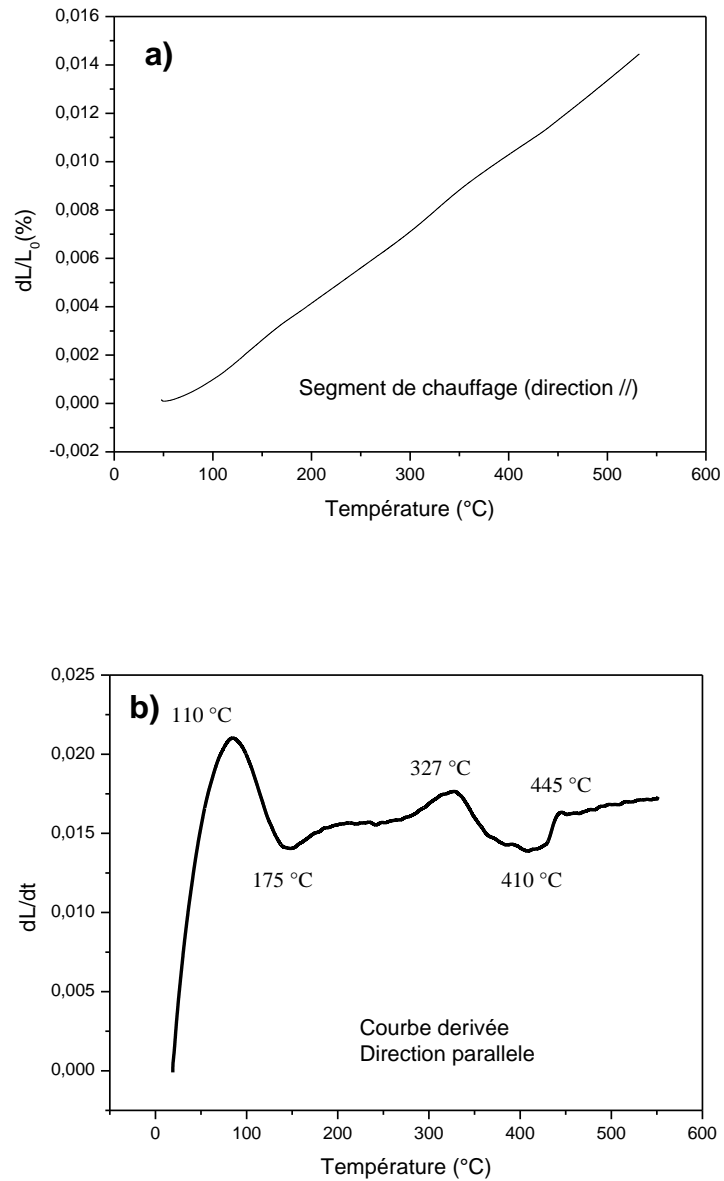 0,016
a)
0,014
0,012
0,010
0,008
0,006
0,004
0,002
0,000
-0,002
dL/L0(%)
Segment de chauffage (direction //)
0 100 200 300 400 500 600
Température (°C)
0,025
b)
110 °C
0,020
327 °C
445 °C
0,015
175 °C
410 °C
0,010
dL/dt
0,005
Courbe derivée
Direction parallele
0,000
0 100 200 300 400 500 600
Température (°C)